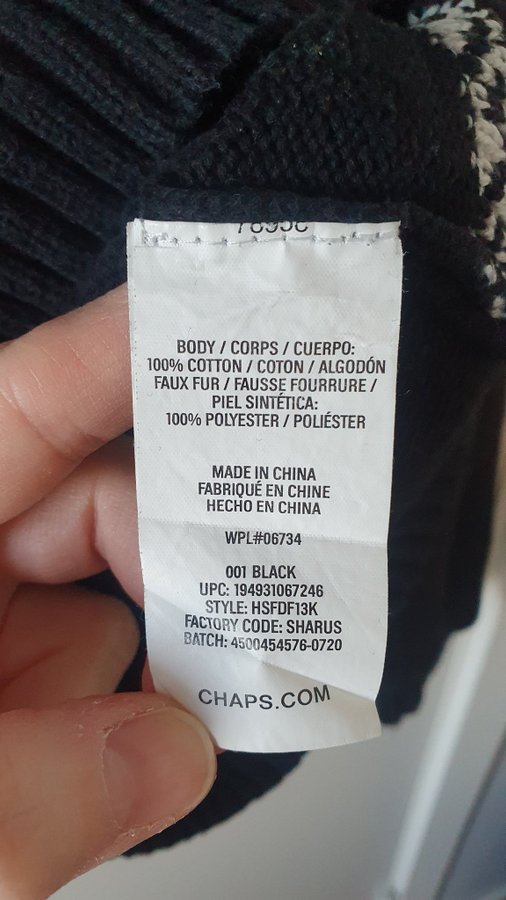 BODY / CORPS / CUERPO:
100% COTTON / COTON / ALGODÓN
FAUX FUR / FAUSSE FOURRURE /
PIEL SINTÉTICA:
100% POLYESTER / POLIÉSTER
MADE IN CHINA
FABRIQUÉ EN CHINE
HECHO EN CHINA
WPL#06734
001 BLACK
UPC: 194931067246
STYLE: HSFDF13K
FACTORY CODE: SHARUS
BATCH: 4500454576-0720
CHAPS.COM